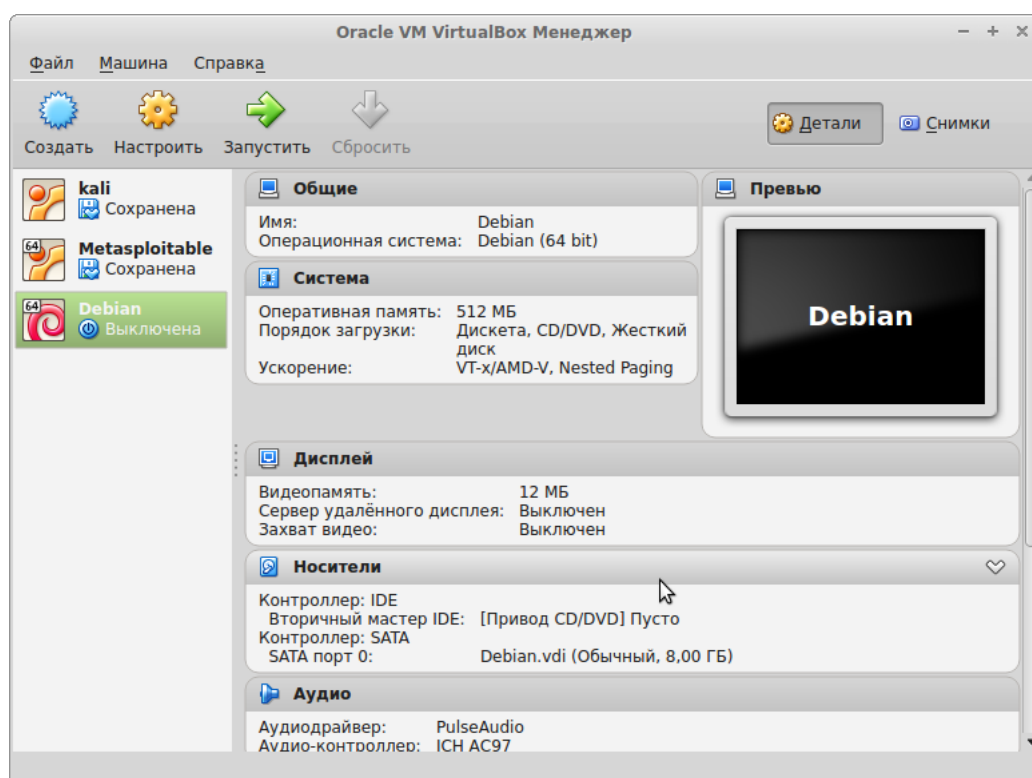 Oracle VM VirtualBox Менеджер
Файл Машина Справка
Создать Настроить Запустить Сбросить
Детали Снимки
kali
Сохранена
64
Metasploitable
Сохранена
64
Debian
Выключена
Общие
Имя: Debian
Операционная система: Debian (64 bit)
Система
Оперативная память: 512 МБ
Порядок загрузки: Дискета, CD/DVD, Жесткий
диск
Ускорение: VT-x/AMD-V, Nested Paging
Превью
Debian
Дисплей
Видеопамять: 12 МБ
Сервер удалённого дисплея: Выключен
Захват видео: Выключен
Носители
Контроллер: IDE
Вторичный мастер IDE: [Привод CD/DVD] Пусто
Контроллер: SATA
SATA порт 0: Debian.vdi (Обычный, 8,00 ГБ)
Аудио
Аудиодрайвер: PulseAudio
Аудио-контроллер: ICH AC97